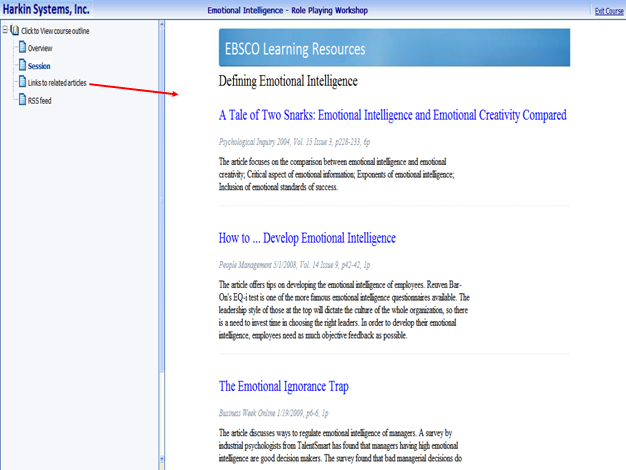 Harkin Systems, Inc.
Emotional Intelligence - Role Playing Workshop
Exit Course
Click to View course outline
Overview
Session
Links to related articles
RSS feed
EBSCO Learning Resources
Defining Emotional Intelligence
A Tale of Two Snarks: Emotional Intelligence and Emotional Creativity Compared
Psychological Inquiry 2004, Vol. 15 Issue 3, p228-233, 6p
The article focuses on the comparison between emotional intelligence and emotional
creativity; Critical aspect of emotional information; Exponents of emotional intelligence;
Inclusion of emotional standards of success.
How to ... Develop Emotional Intelligence
People Management 5/1/2008, Vol. 14 Issue 9, p42-42, 1p
The article offers tips on developing the emotional intelligence of employees. Reuven Bar-
On's EQ-i test is one of the more famous emotional intelligence questionnaires available. The
leadership style of those at the top will dictate the culture of the whole organization, so there
is a need to invest time in choosing the right leaders. In order to develop their emotional
intelligence, employees need as much objective feedback as possible.
The Emotional Ignorance Trap
Business Week Online 1/19/2009, p6-6, 1p
The article discusses ways to regulate emotional intelligence of managers. A survey by
industrial psychologists from TalentSmart has found that managers having high emotional
intelligence are good decision makers. The survey found that bad managerial decisions do